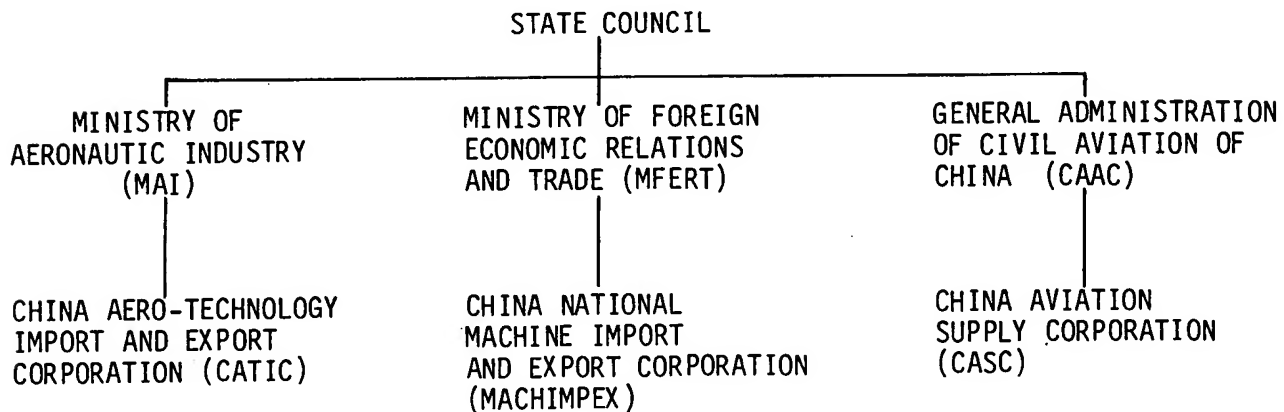 STATE COUNCIL
MINISTRY OF
AERONAUTIC INDUSTRY
(MAI)
MINISTRY OF FOREIGN
ECONOMIC RELATIONS
AND TRADE (MFERT)
GENERAL ADMINISTRATION
OF CIVIL AVIATION OF
CHINA (CAAC)
CHINA AERO-TECHNOLOGY
IMPORT AND EXPORT
CORPORATION (CATIC)
CHINA NATIONAL
MACHINE IMPORT
AND EXPORT CORPORATION
(MACHIMPEX)
CHINA AVIATION
SUPPLY CORPORATION
(CASC)